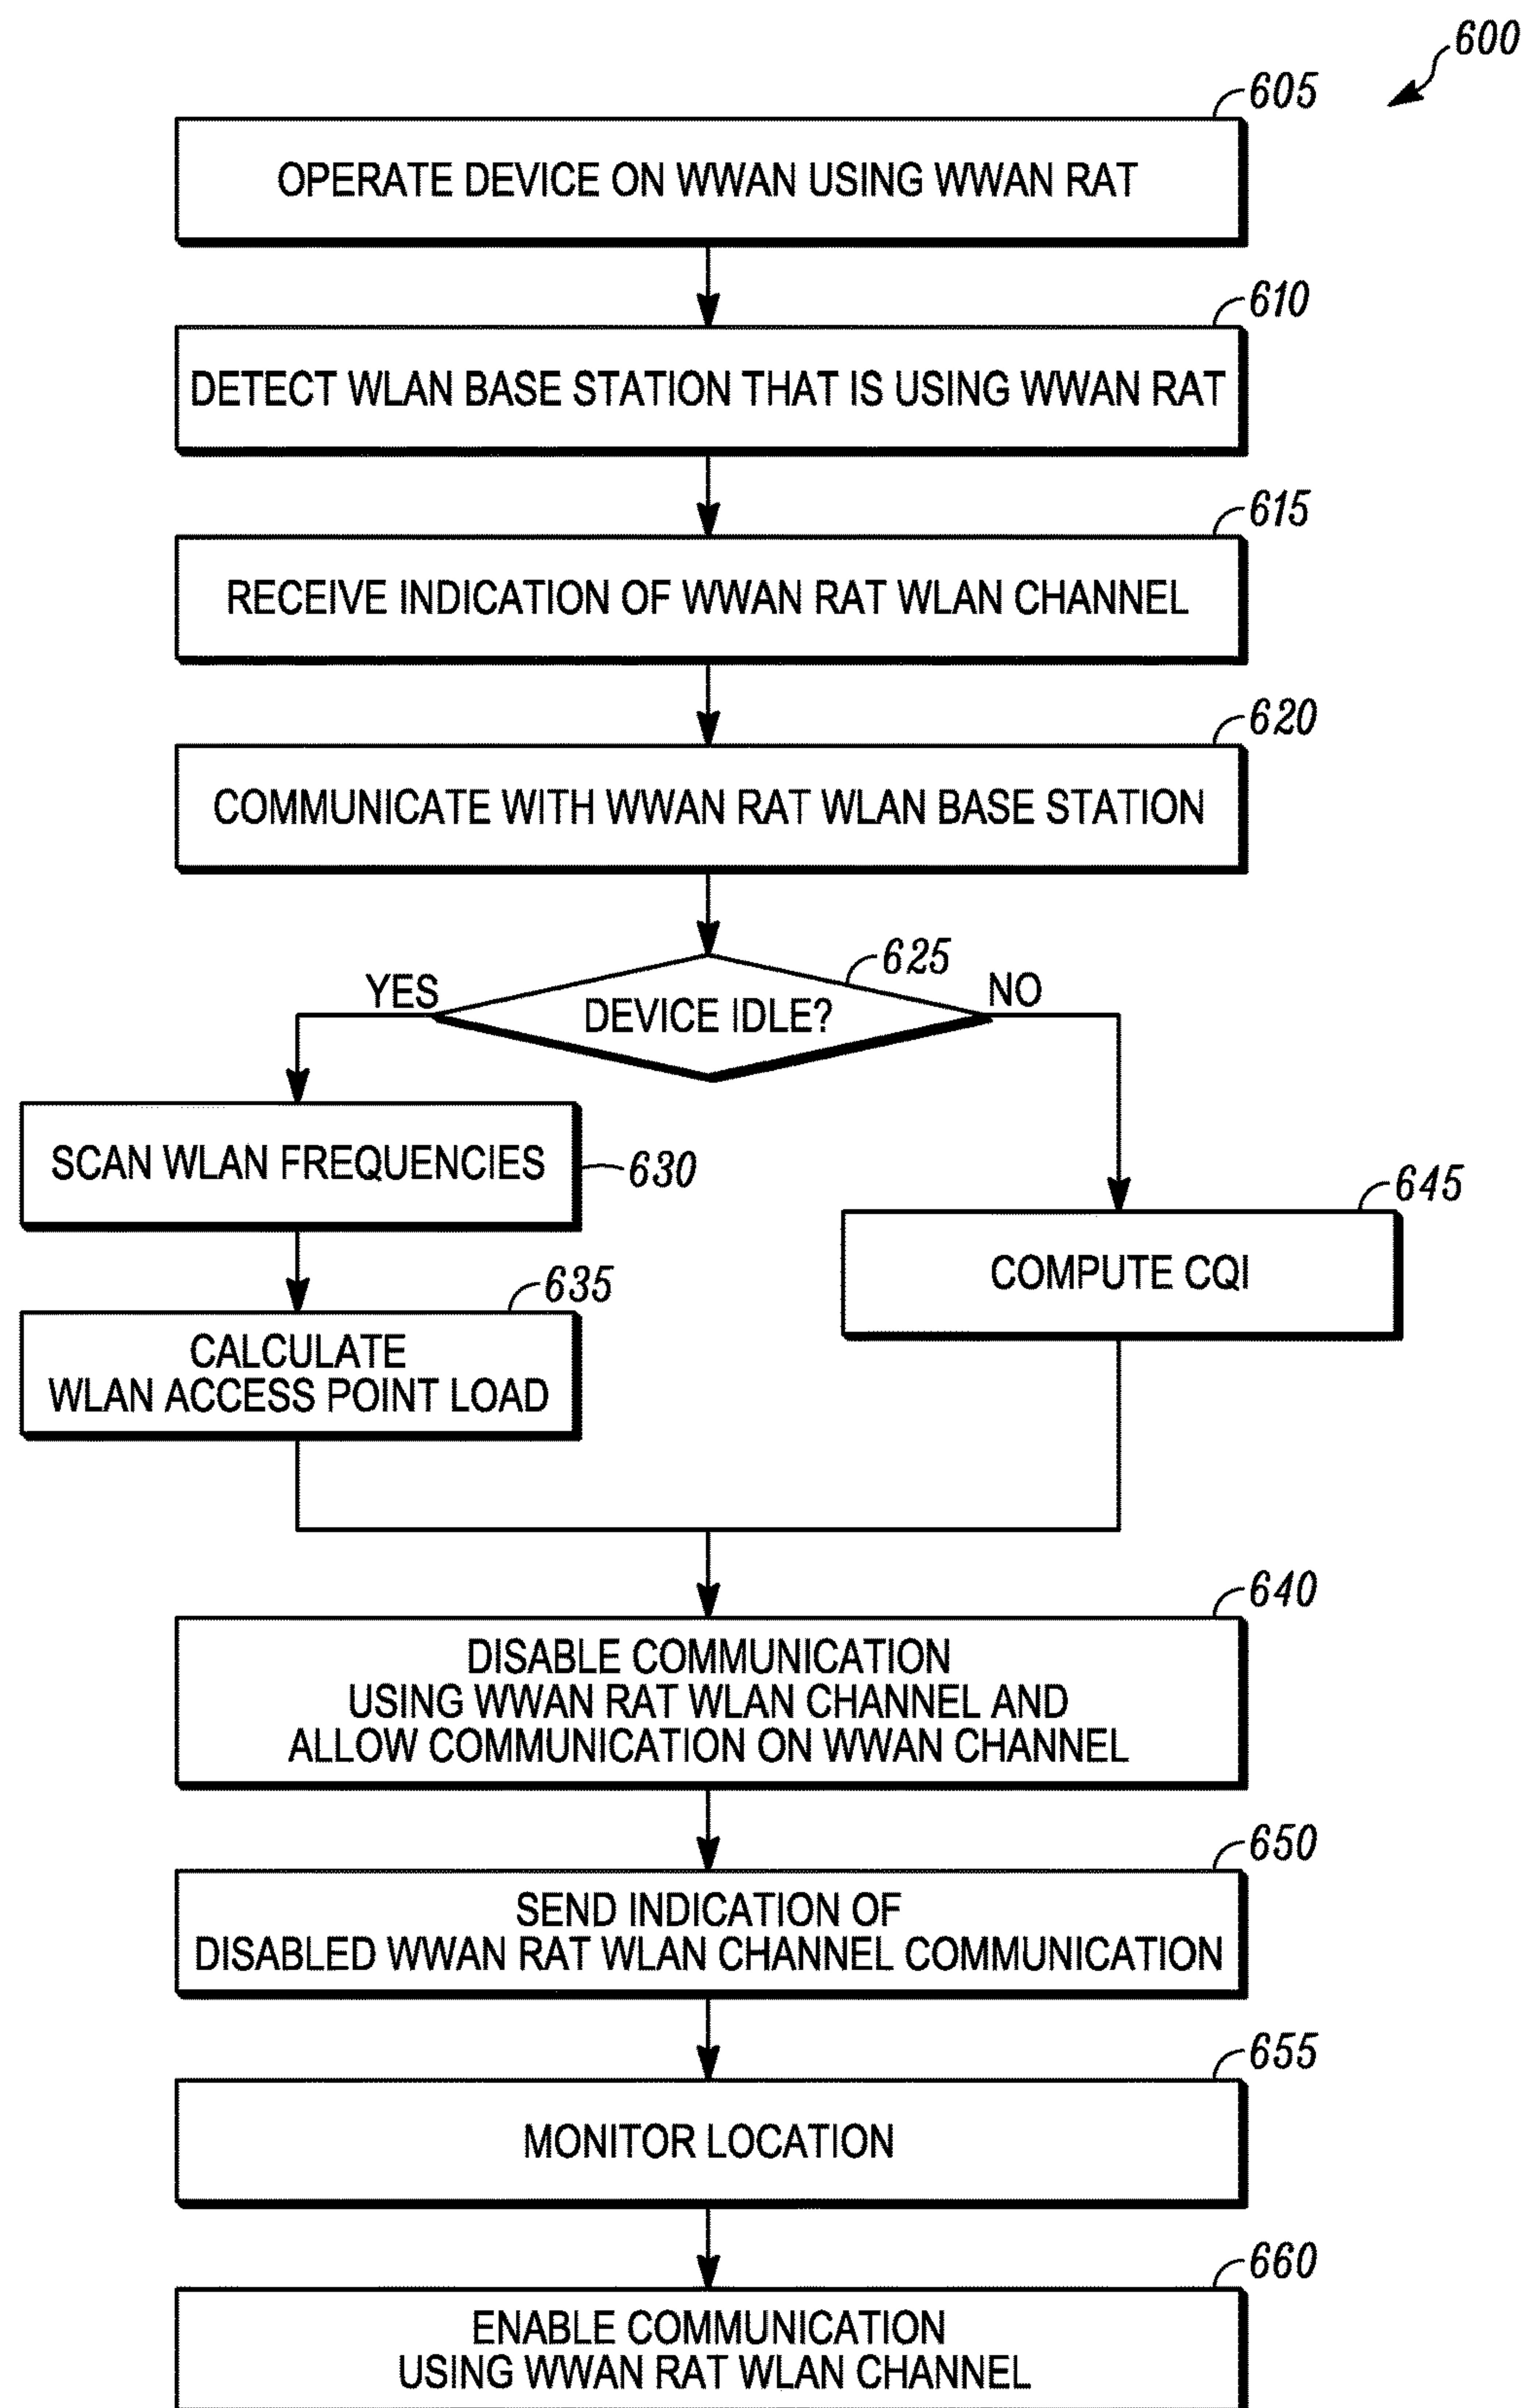 600
605
OPERATE DEVICE ON WWAN USING WWAN RAT
610
DETECT WLAN BASE STATION THAT IS USING WWAN RAT
615
RECEIVE INDICATION OF WWAN RAT WLAN CHANNEL
620
COMMUNICATE WITH WWAN RAT WLAN BASE STATION
625
YES
DEVICE IDLE?
NO
SCAN WLAN FREQUENCIES
630
645
COMPUTE CQI
635
CALCULATE
WLAN ACCESS POINT LOAD
640
DISABLE COMMUNICATION
USING WWAN RAT WLAN CHANNEL AND
ALLOW COMMUNICATION ON WWAN CHANNEL
650
SEND INDICATION OF
DISABLED WWAN RAT WLAN CHANNEL COMMUNICATION
655
MONITOR LOCATION
660
ENABLE COMMUNICATION
USING WWAN RAT WLAN CHANNEL